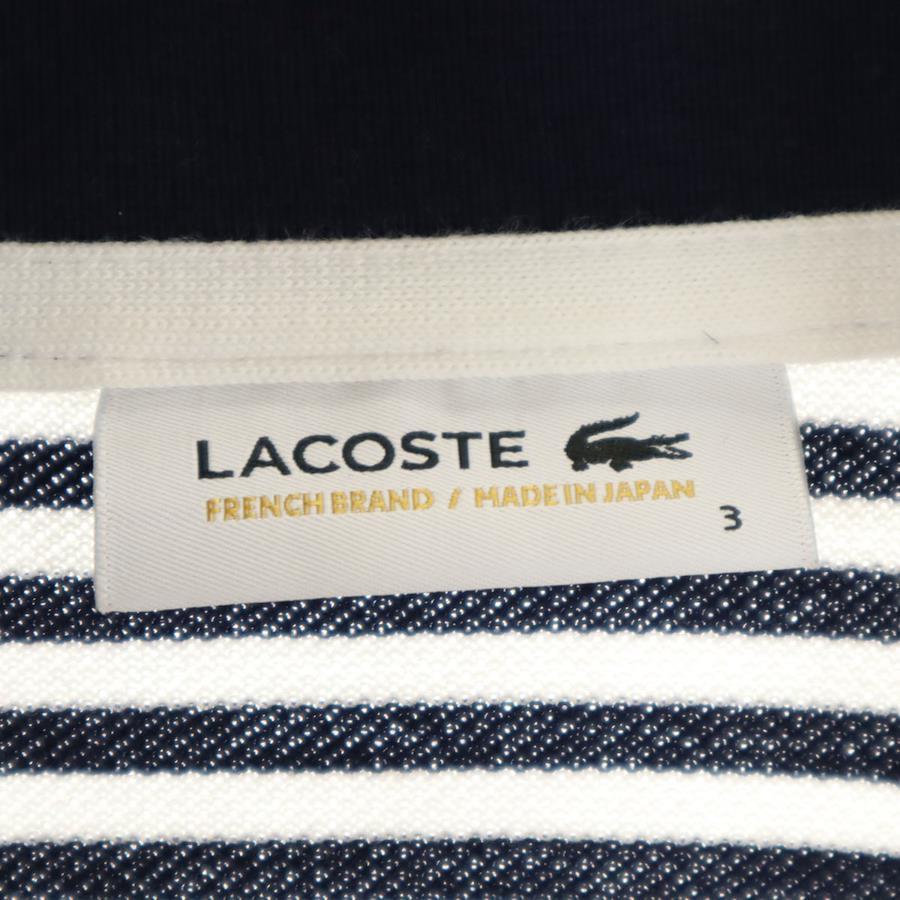 LACOSTE
FRENCH BRAND / MADE IN JAPAN
3